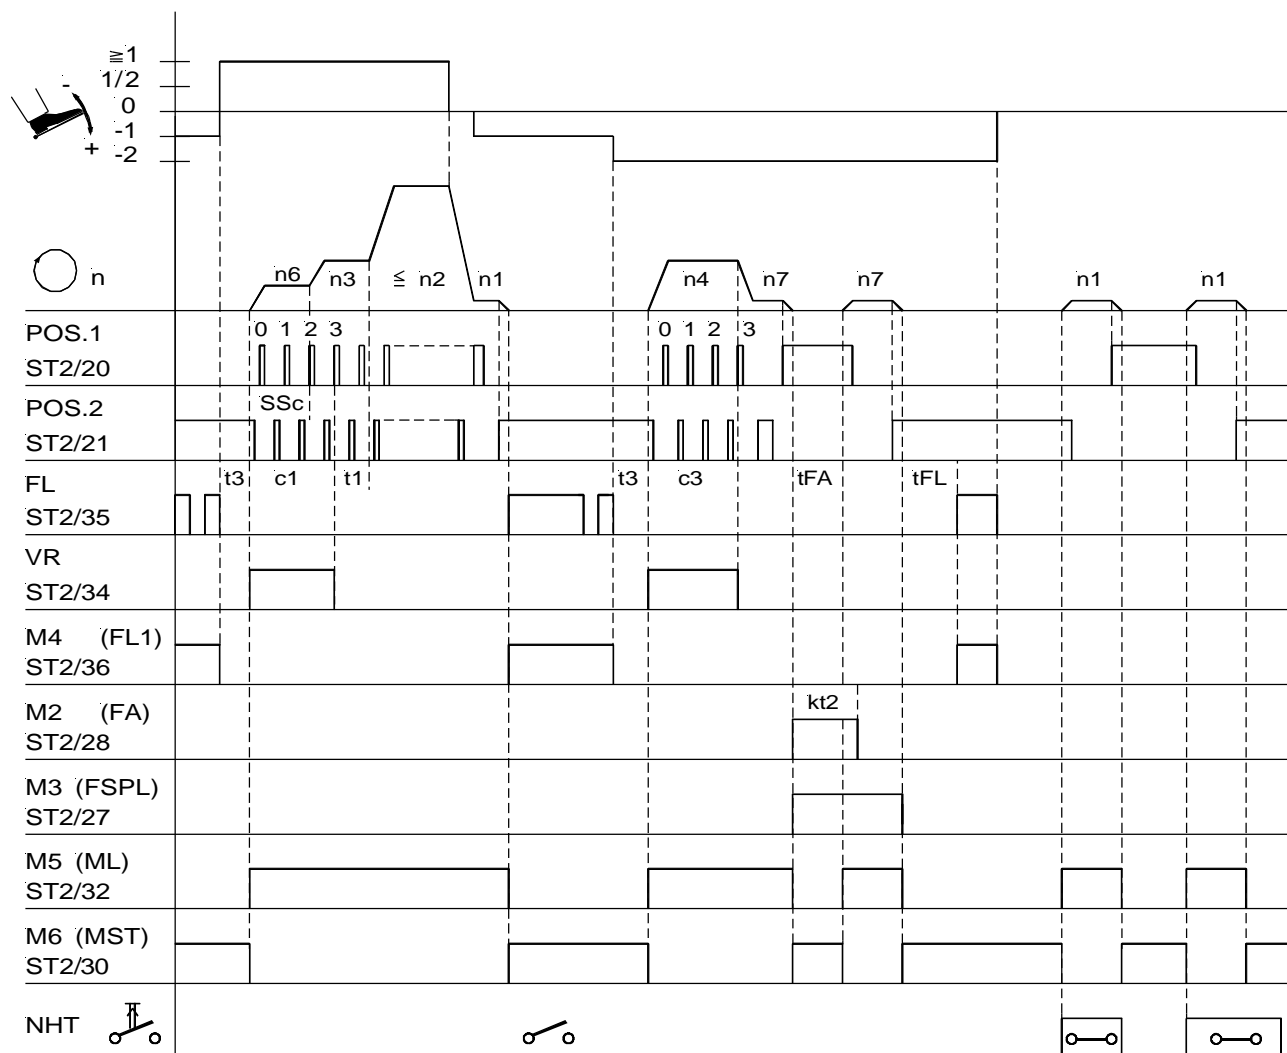 ≧1
1/2
-
0
-1
+
-2
n
n6
n3
≦ n2
n1
n4
n7
n7
n1
n1
POS.1
0 1 2 3
0 1 2 3
ST2/20
POS.2
SSc
ST2/21
FL
t3
c1
t1
t3
c3
tFA
tFL
ST2/35
VR
ST2/34
M4 (FL1)
ST2/36
M2 (FA)
kt2
ST2/28
M3 (FSPL)
ST2/27
M5 (ML)
ST2/32
M6 (MST)
ST2/30
NHT